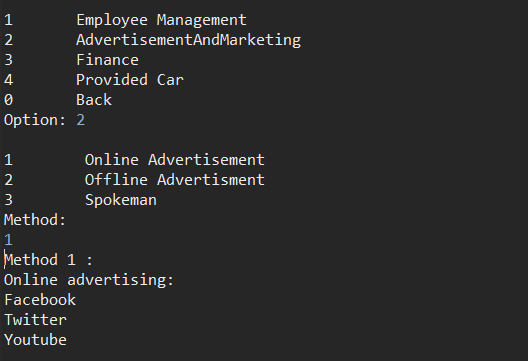 1 Employee Management
2 AdvertisementAndMarketing
3 Finance
4 Provided Car
0 Back
Option: 2
1 Online Advertisement
2 Offline Advertisment
3 Spokeman
Method:
1
Method 1 :
Online advertising:
Facebook
Twitter
Youtube